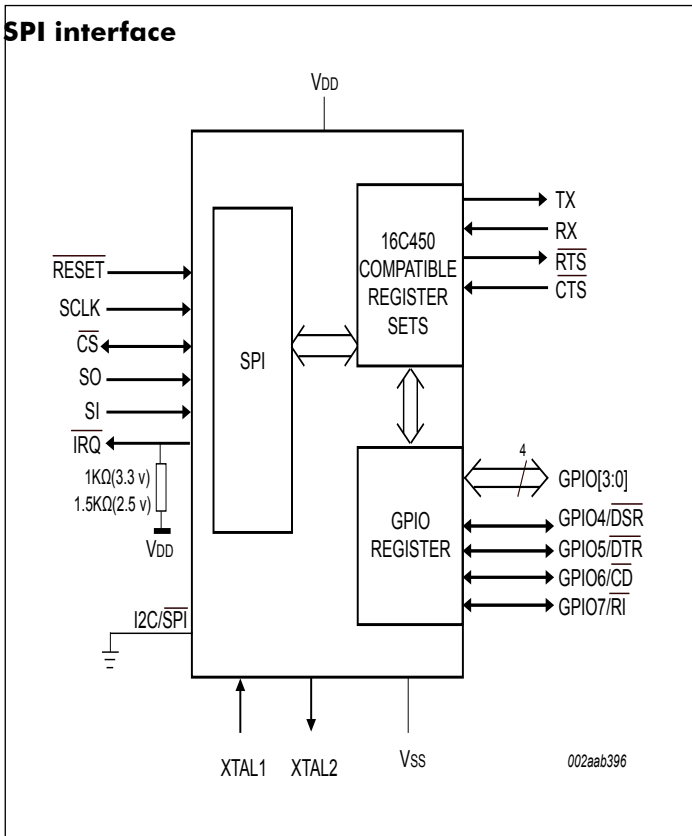 SPI interface
VDD
RESET
SCLK
CS
SO
SI
IRQ
1KΩ(3.3 v)
1.5KΩ(2.5 v)
VDD
I2C/SPI
SPI
16C450
COMPATIBLE
REGISTER
SETS
TX
RX
RTS
CTS
GPIO
REGISTER
4
GPIO[3:0]
GPIO4/DSR
GPIO5/DTR
GPIO6/CD
GPIO7/RI
XTAL1
XTAL2
VSS
002aab396